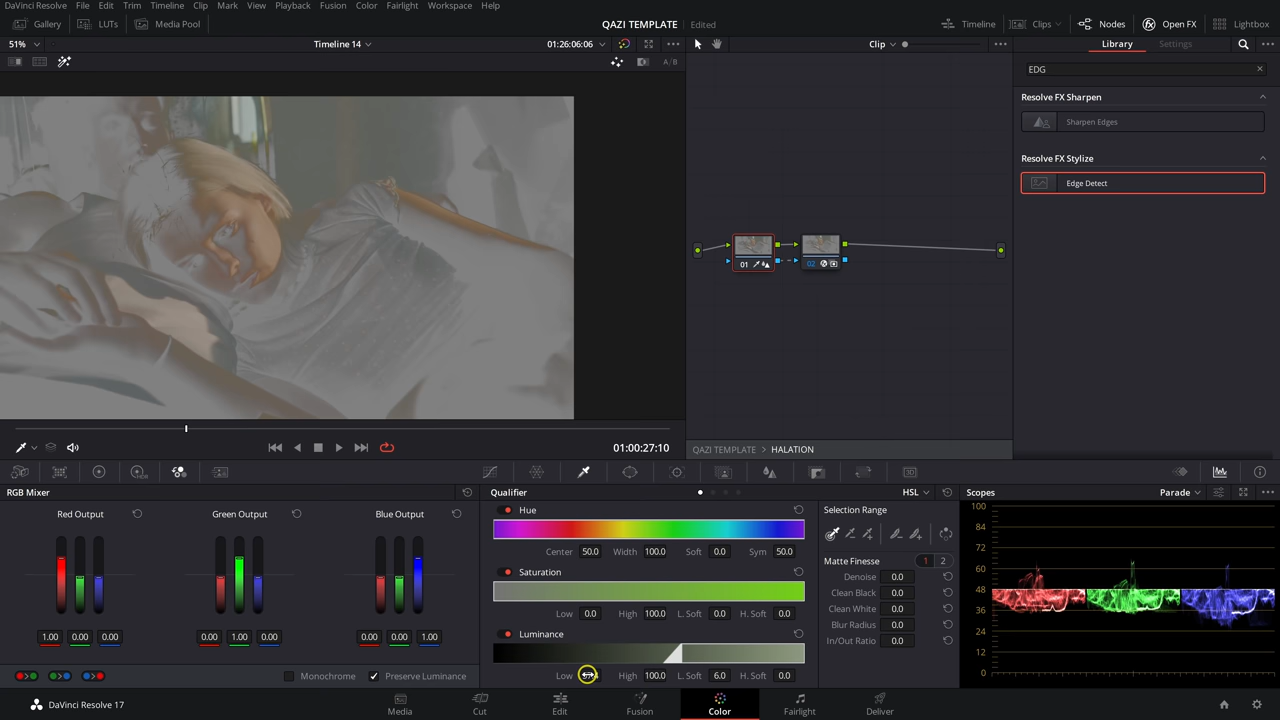 DaVinci Resolve File Edit Trim Timeline Clip Mark View Playback Fusion Color Fairlight Workspace Help
Gallery LUTs Media Pool QAZI TEMPLATE Edited Timeline Clips Nodes Open FX Lightbox
51% Timeline 14 01:26:06:06 Clip Library Settings
A/B
EDG
Resolve FX Sharpen
Sharpen Edges
Resolve FX Stylize
Edge Detect
01 02
01:00:27:10
QAZI TEMPLATE > HALATION
RGB Mixer Qualifier HSL Scopes Parade
Red Output Green Output Blue Output
1.00 0.00 0.00 0.00 1.00 0.00 0.00 0.00 1.00
Monochrome Preserve Luminance
Hue
Center 50.0 Width 100.0 Soft 0.0 Sym 50.0
Saturation
Low 0.0 High 100.0 L. Soft 0.0 H. Soft 0.0
Luminance
Low High 100.0 L. Soft 6.0 H. Soft 0.0
Selection Range
Matte Finesse 1 2
Denoise 0.0
Clean Black 0.0
Clean White 0.0
Blur Radius 0.0
In/Out Ratio 0.0
100
84
72
60
48
36
24
12
0
DaVinci Resolve 17 Media Cut Edit Fusion Color Fairlight Deliver